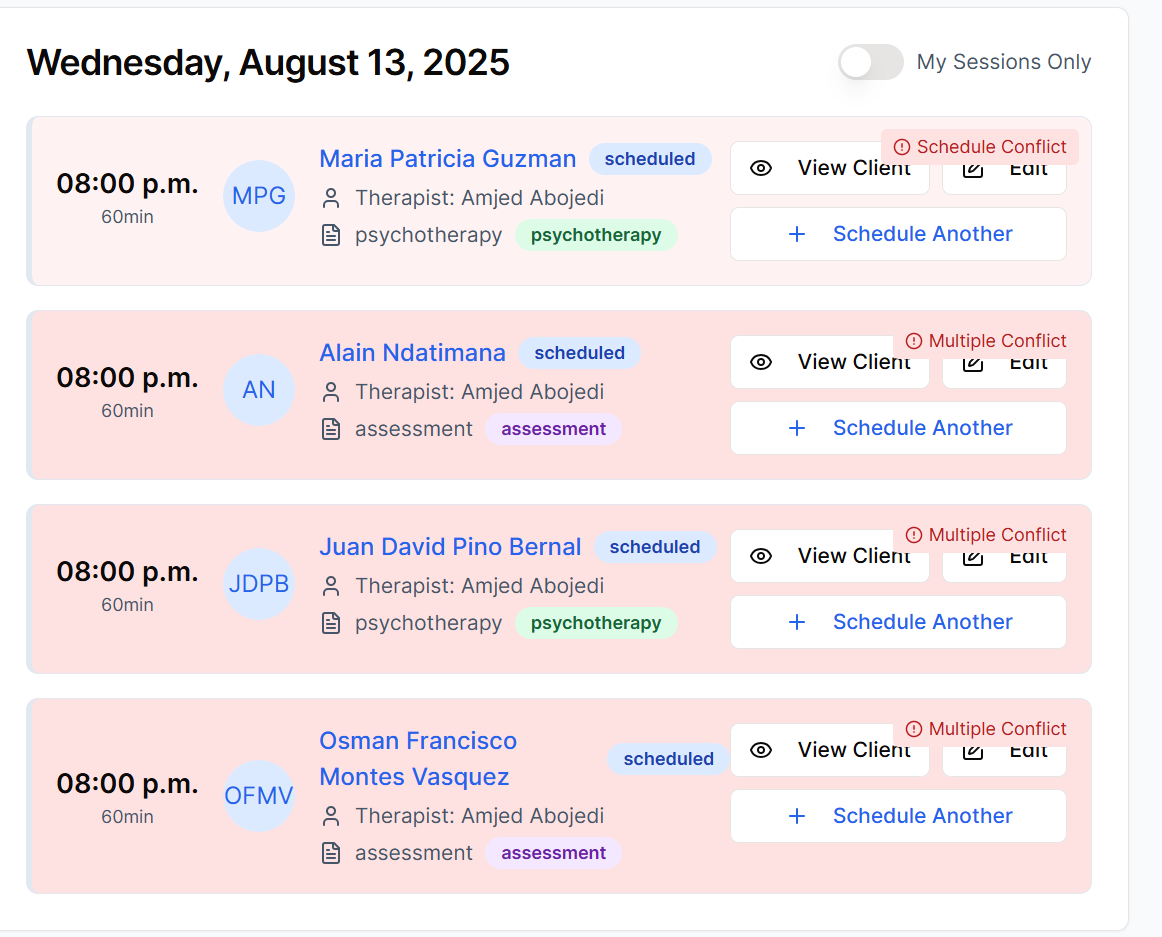 Wednesday, August 13, 2025
My Sessions Only
Schedule Conflict
08:00 p.m.
60min
MPG
Maria Patricia Guzman scheduled
Therapist: Amjed Abojedi
psychotherapy psychotherapy
View Client Edit
+ Schedule Another
Multiple Conflict
08:00 p.m.
60min
AN
Alain Ndatimana scheduled
Therapist: Amjed Abojedi
assessment assessment
View Client Edit
+ Schedule Another
Multiple Conflict
08:00 p.m.
60min
JDPB
Juan David Pino Bernal scheduled
Therapist: Amjed Abojedi
psychotherapy psychotherapy
View Client Edit
+ Schedule Another
Multiple Conflict
08:00 p.m.
60min
OFMV
Osman Francisco
Montes Vasquez
scheduled
Therapist: Amjed Abojedi
assessment assessment
View Client Edit
+ Schedule Another